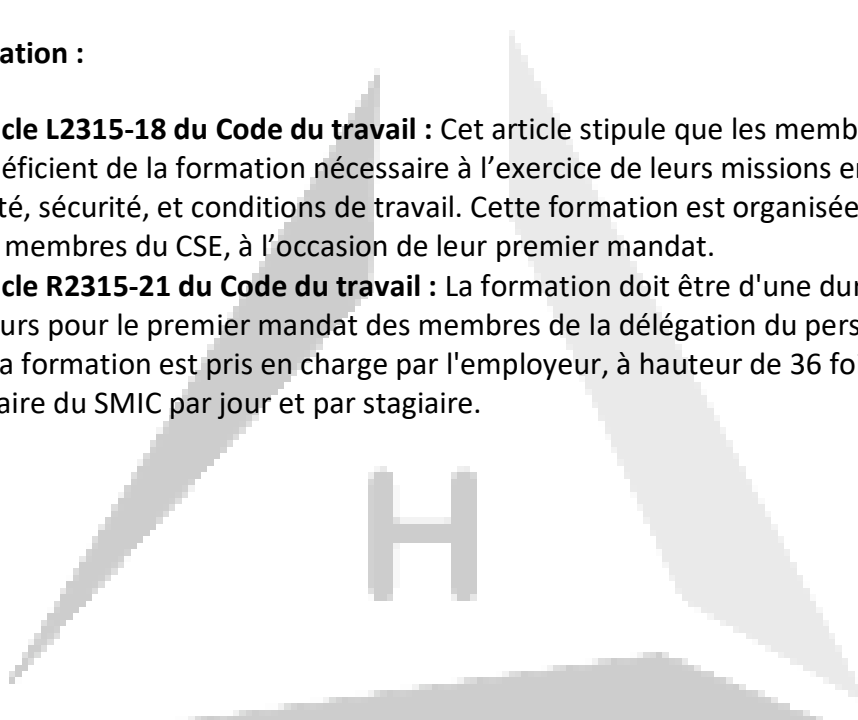 ation :
cle L2315-18 du Code du travail : Cet article stipule que les memb
éficient de la formation nécessaire à l’exercice de leurs missions e
té, sécurité, et conditions de travail. Cette formation est organisée
membres du CSE, à l’occasion de leur premier mandat.
cle R2315-21 du Code du travail : La formation doit être d'une du
urs pour le premier mandat des membres de la délégation du pers
a formation est pris en charge par l'employeur, à hauteur de 36 fo
aire du SMIC par jour et par stagiaire.
H